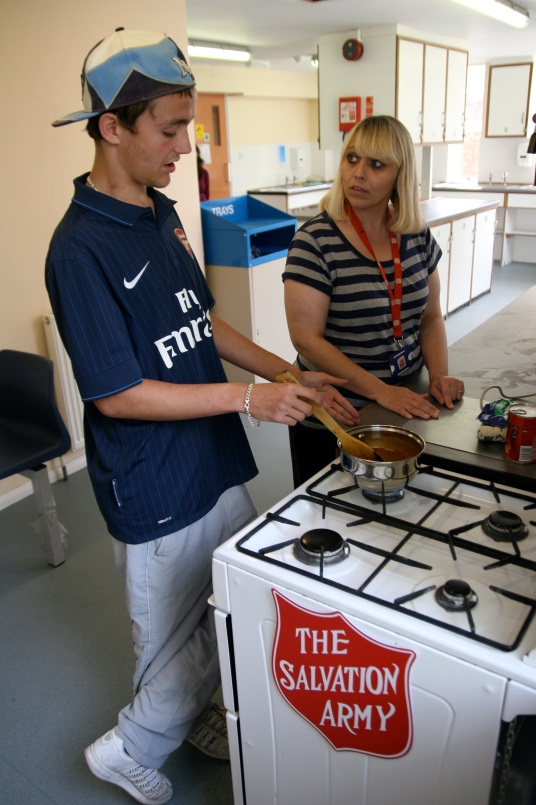 TRAYS
Fly
Emirates
THE
SALVATION
ARMY